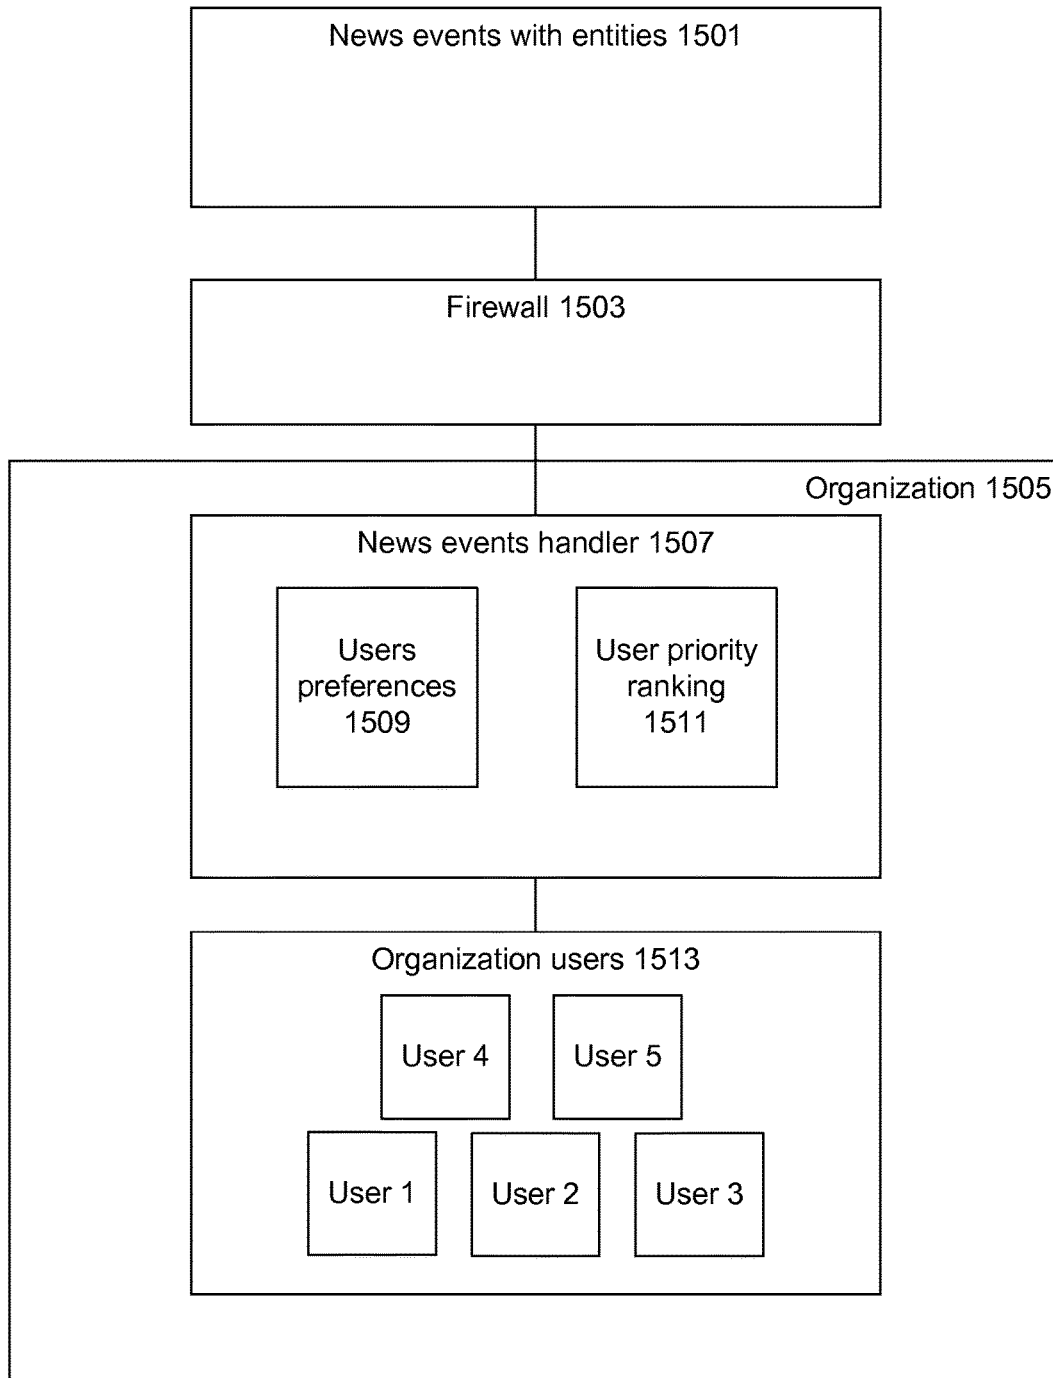 News events with entities 1501
Firewall 1503
Organization 1505
News events handler 1507
Users
preferences
1509
User priority
ranking
1511
Organization users 1513
User 4
User 5
User 1
User 2
User 3